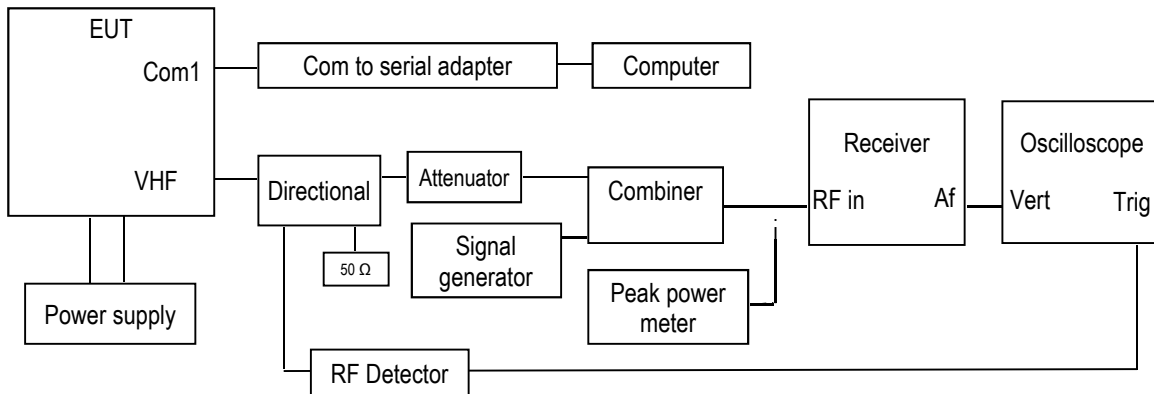 EUT
Com1
Com to serial adapter
Computer
VHF
Directional
Attenuator
Combiner
Receiver
RF in
Af
Oscilloscope
Vert
Trig
50 Ω
Signal
generator
Peak power
meter
Power supply
RF Detector